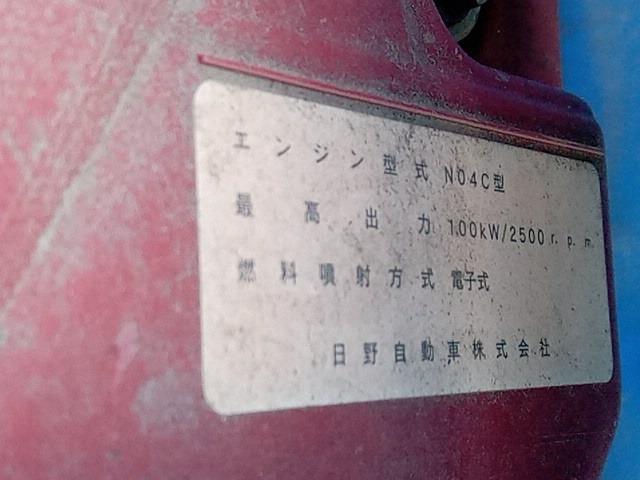 エンジン型式 N04C型
最高出力 100kW/2500r.p.m.
燃料噴射方式 電子式
日野自動車株式会社